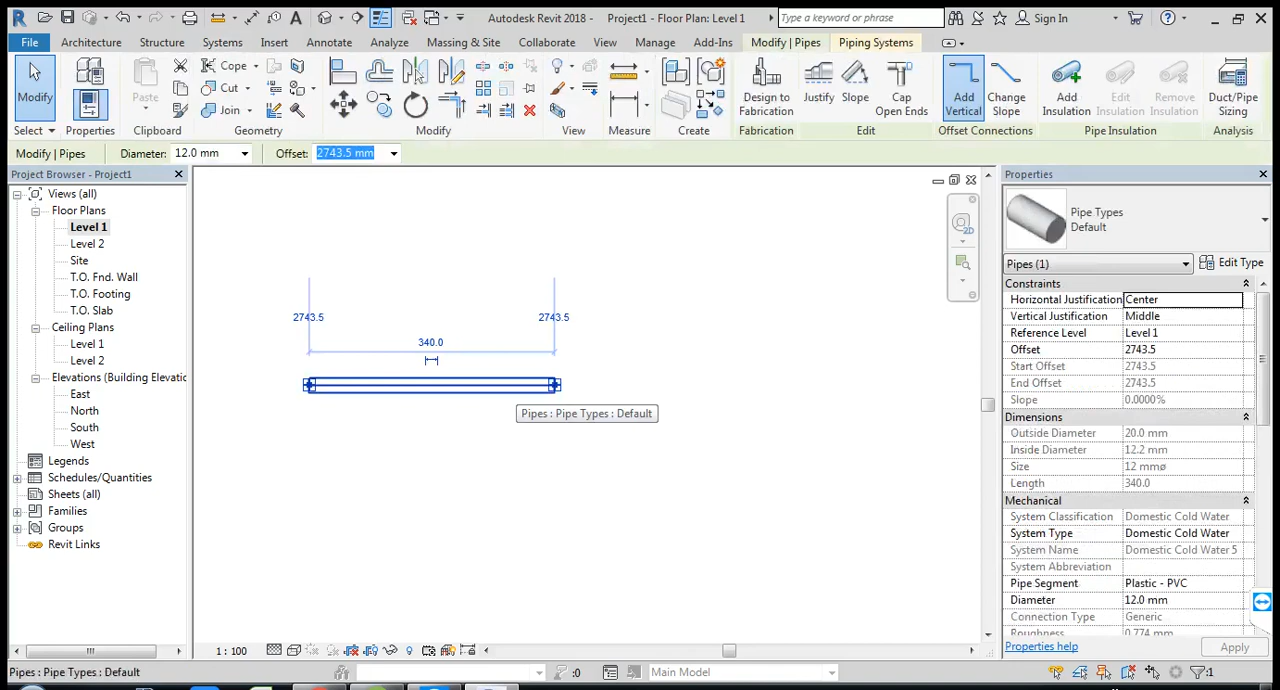 Autodesk Revit 2018 - Project1 - Floor Plan: Level 1
Type a keyword or phrase
Sign In
File Architecture Structure Systems Insert Annotate Analyze Massing & Site Collaborate View Manage Add-Ins Modify | Pipes Piping Systems
Modify
Paste
Cope
Cut
Join
Design to
Fabrication
Justify
Slope
Cap
Open Ends
Add
Vertical
Change
Slope
Add
Insulation
Edit
Insulation
Remove
Insulation
Duct/Pipe
Sizing
Select Properties Clipboard Geometry Modify View Measure Create Fabrication Edit Offset Connections Pipe Insulation Analysis
Modify | Pipes Diameter: 12.0 mm Offset: 2743.5 mm
Project Browser - Project1
Views (all)
Floor Plans
Level 1
Level 2
Site
T.O. Fnd. Wall
T.O. Footing
T.O. Slab
Ceiling Plans
Level 1
Level 2
Elevations (Building Elevatio
East
North
South
West
Legends
Schedules/Quantities
Sheets (all)
Families
Groups
Revit Links
2743.5 2743.5
340.0
Pipes : Pipe Types : Default
2D
Properties
Pipe Types
Default
Pipes (1) Edit Type
Constraints
Horizontal Justification Center
Vertical Justification Middle
Reference Level Level 1
Offset 2743.5
Start Offset 2743.5
End Offset 2743.5
Slope 0.0000%
Dimensions
Outside Diameter 20.0 mm
Inside Diameter 12.2 mm
Size 12 mmø
Length 340.0
Mechanical
System Classification Domestic Cold Water
System Type Domestic Cold Water
System Name Domestic Cold Water 5
System Abbreviation
Pipe Segment Plastic - PVC
Diameter 12.0 mm
Connection Type Generic
Roughness 0.774 mm
Properties help Apply
1 : 100
Pipes : Pipe Types : Default :0 Main Model :1